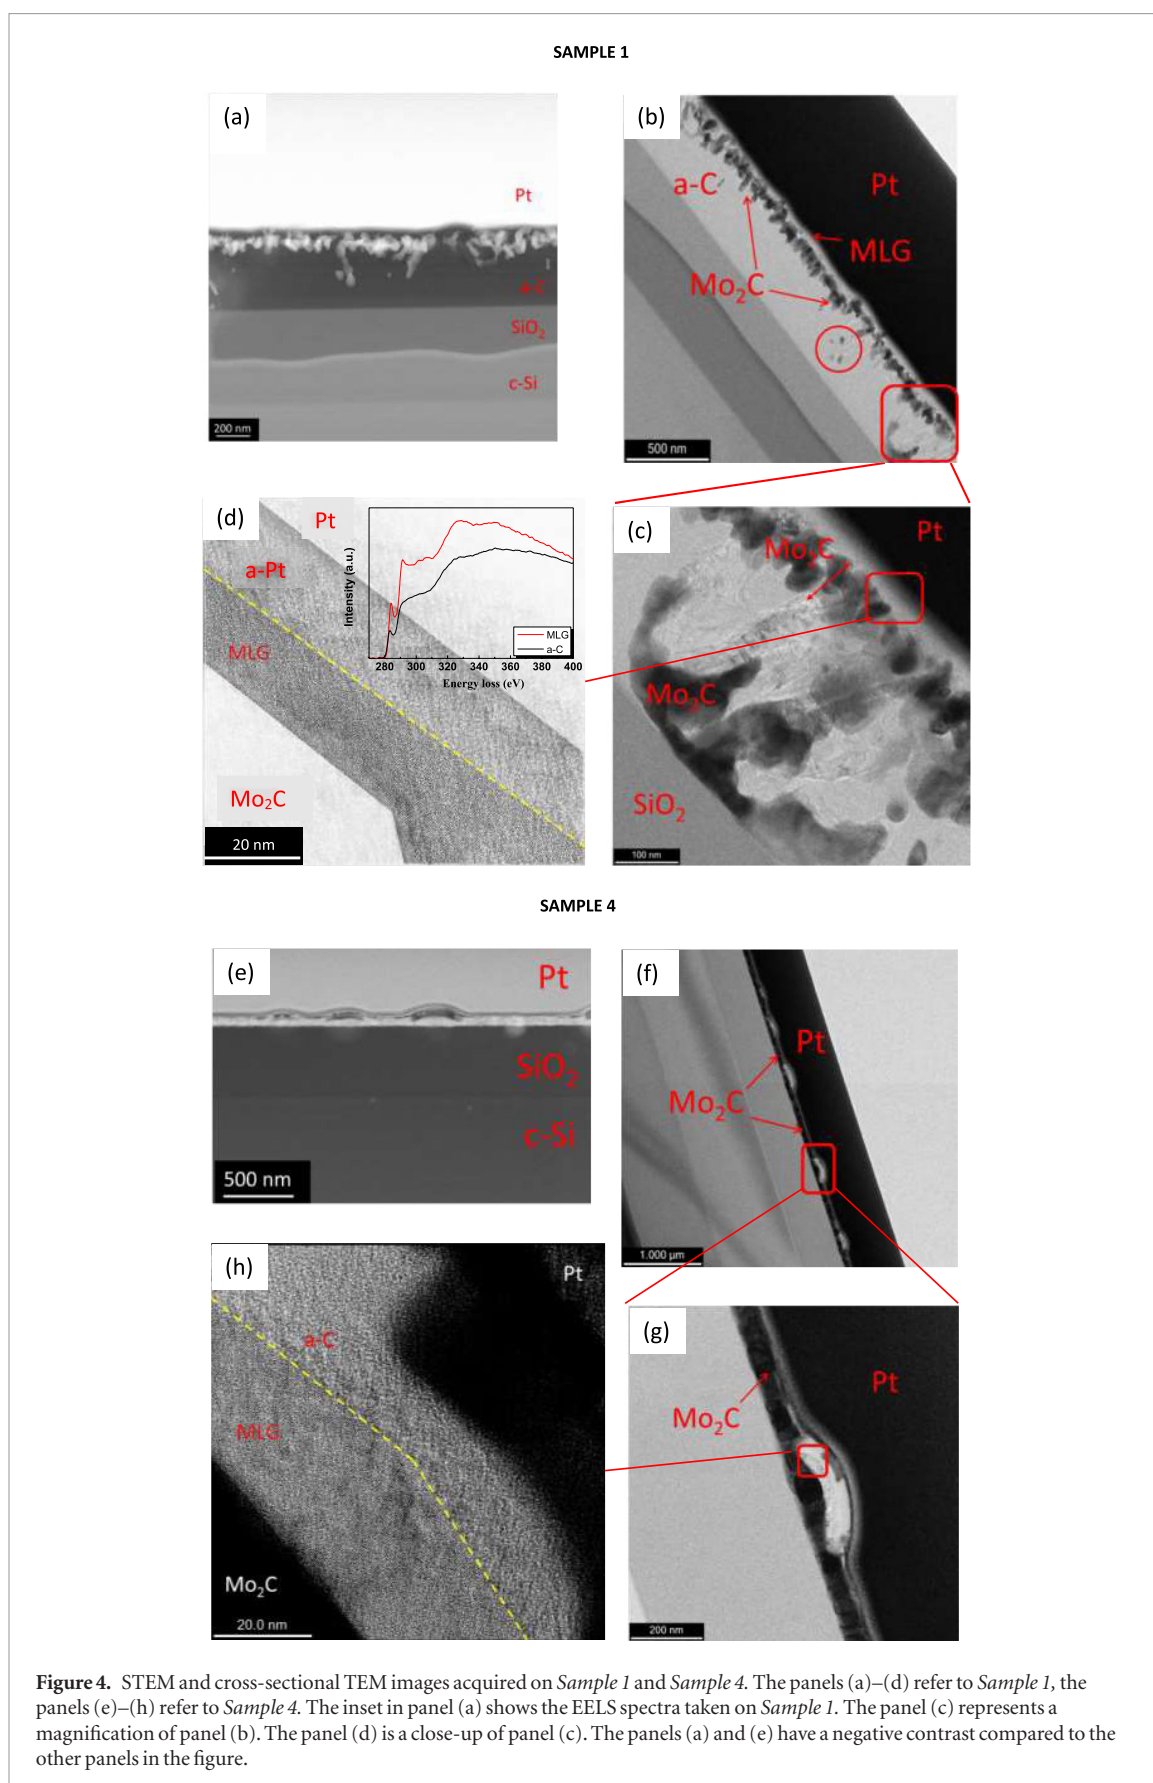 SAMPLE 1
(a)
Pt
a-C
SiO₂
c-Si
200 nm
(b)
a-C
Pt
MLG
Mo₂C
500 nm
(d)
Pt
a-Pt
MLG
Mo₂C
20 nm
Intensity (a.u.)
MLG
a-C
280 300 320 340 360 380 400
Energy loss (eV)
(c)
Pt
Mo₂C
Mo₂C
SiO₂
100 nm
SAMPLE 4
(e)
Pt
SiO₂
c-Si
500 nm
(f)
Pt
Mo₂C
1.000 µm
(h)
Pt
a-C
MLG
Mo₂C
20.0 nm
(g)
Pt
Mo₂C
200 nm
Figure 4. STEM and cross-sectional TEM images acquired on Sample 1 and Sample 4. The panels (a)–(d) refer to Sample 1, the
panels (e)–(h) refer to Sample 4. The inset in panel (a) shows the EELS spectra taken on Sample 1. The panel (c) represents a
magnification of panel (b). The panel (d) is a close-up of panel (c). The panels (a) and (e) have a negative contrast compared to the
other panels in the figure.